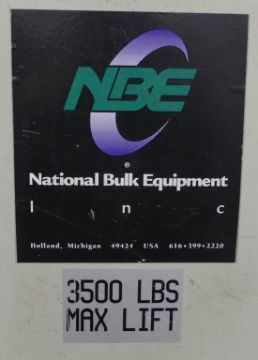 NBE
®
National Bulk Equipment
I n c
Holland, Michigan 49424 USA 616•399•2220
3500 LBS
MAX LIFT